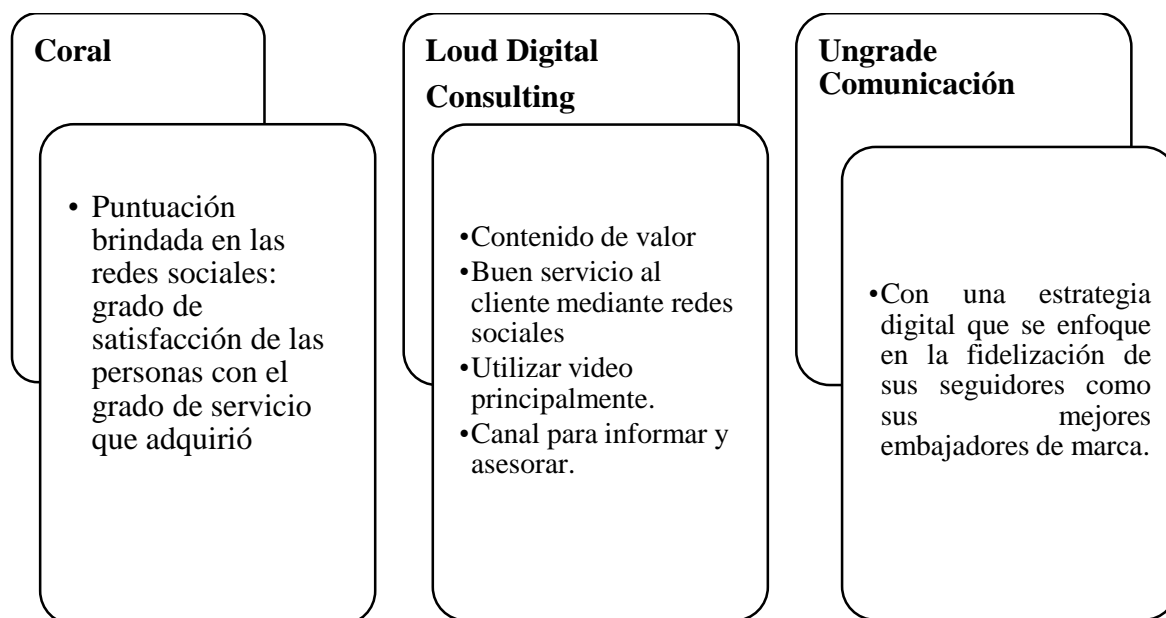 Coral
• Puntuación
brindada en las
redes sociales:
grado de
satisfacción de las
personas con el
grado de servicio
que adquirió
Loud Digital
Consulting
•Contenido de valor
•Buen servicio al
cliente mediante redes
sociales
•Utilizar video
principalmente.
•Canal para informar y
asesorar.
Ungrade
Comunicación
•Con una estrategia
digital que se enfoque
en la fidelización de
sus seguidores como
sus mejores
embajadores de marca.